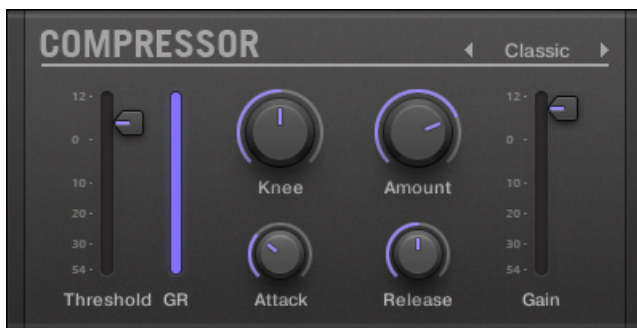 COMPRESSOR
Classic
12 - 12 -
0 - 0 -
10 - 10 -
20 - 20 -
30 - 30 -
54 - 54 -
Knee Amount
Threshold GR Attack Release Gain